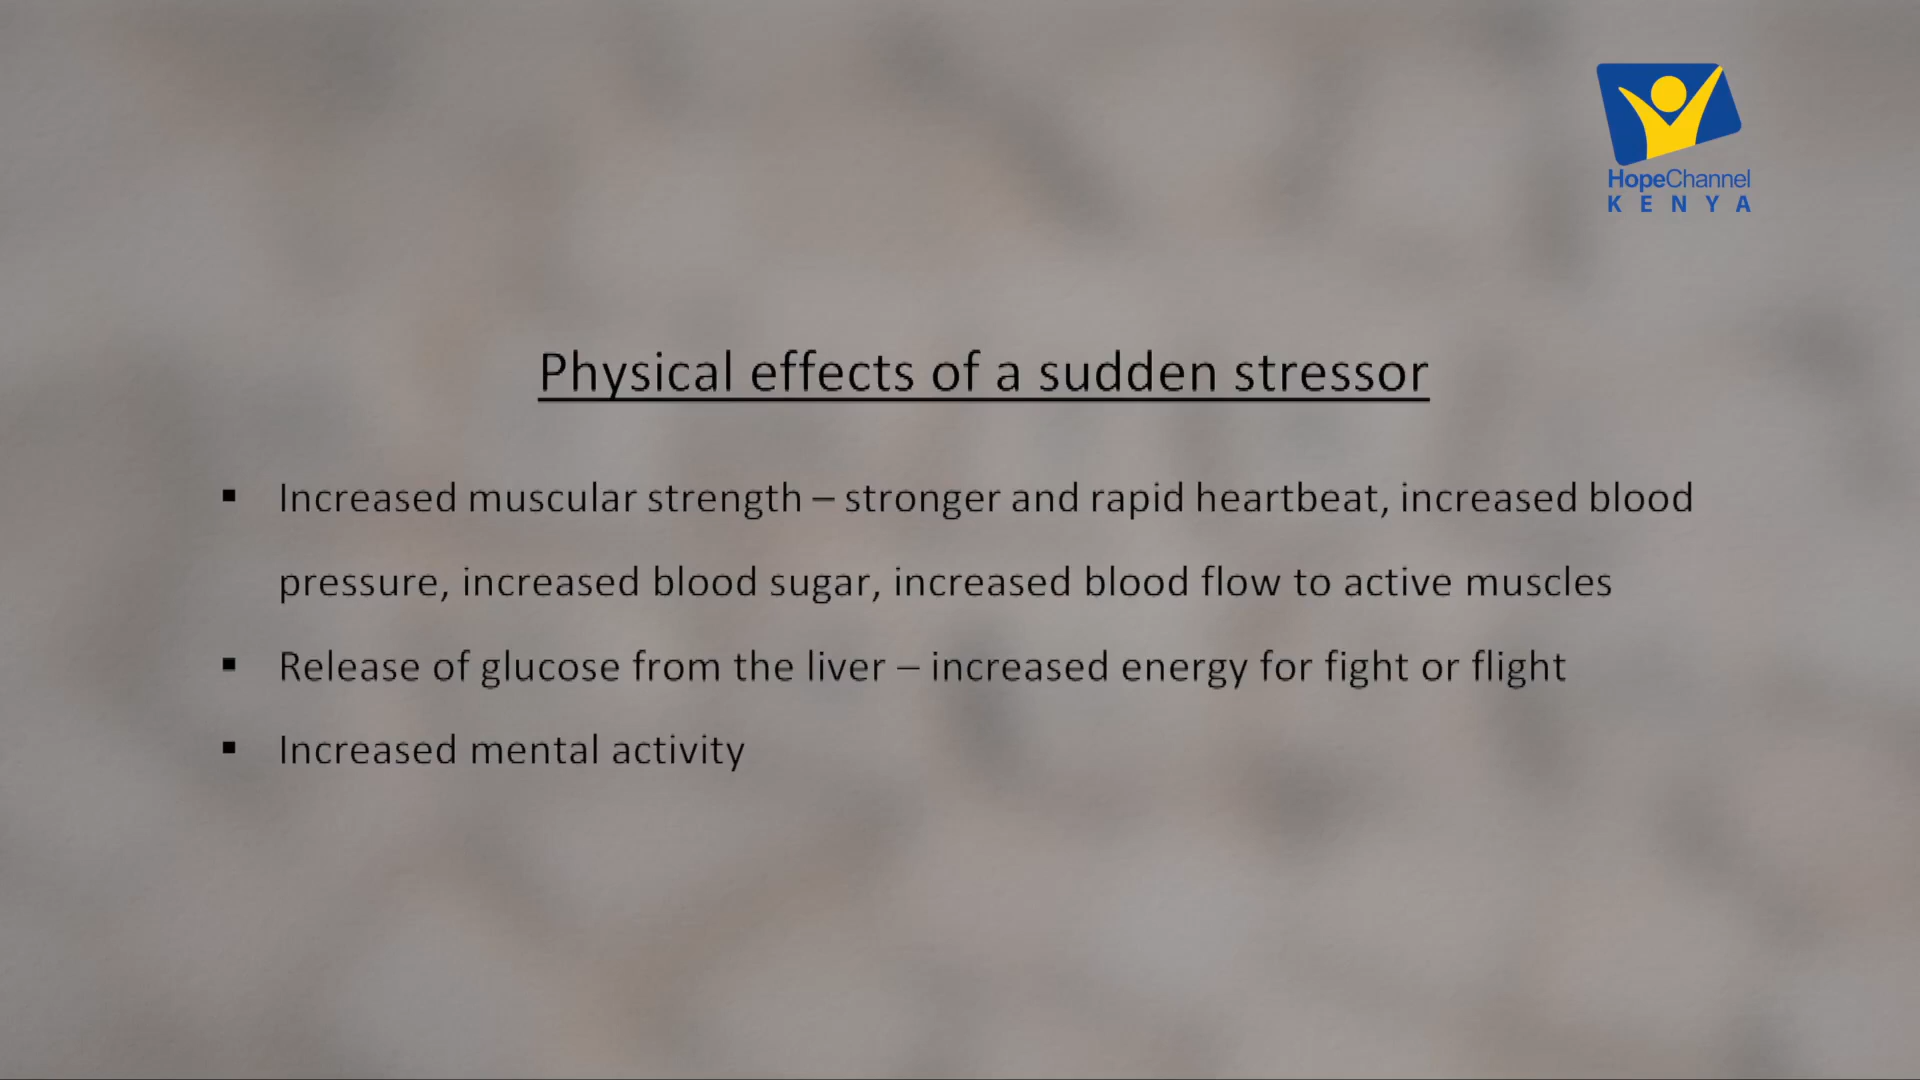 HopeChannel
KENYA
Physical effects of a sudden stressor
▪ Increased muscular strength – stronger and rapid heartbeat, increased blood
pressure, increased blood sugar, increased blood flow to active muscles
▪ Release of glucose from the liver – increased energy for fight or flight
▪ Increased mental activity